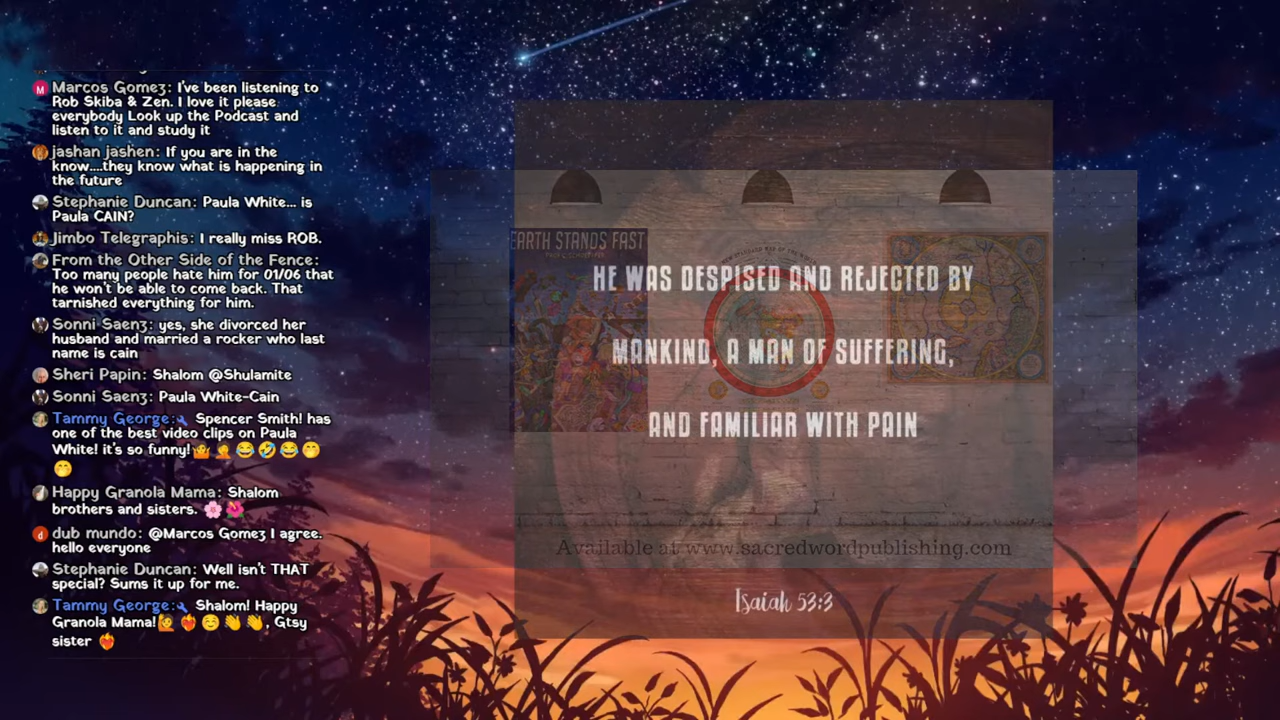 Marcos Gomez: I've been listening to
Rob Skiba & Zen. I love it please
everybody Look up the Podcast and
listen to it and study it
jashan jashen: If you are in the
know....they know what is happening in
the future
Stephanie Duncan: Paula White... is
Paula CAIN?
Jimbo Telegraphis: I really miss ROB.
From the Other Side of the Fence:
Too many people hate him for 01/06 that
he won't be able to come back. That
tarnished everything for him.
Sonni Saenz: yes, she divorced her
husband and married a rocker who last
name is cain
Sheri Papin: Shalom @Shulamite
Sonni Saenz: Paula White-Cain
Tammy George: Spencer Smith! has
one of the best video clips on Paula
White! it's so funny!🤷🤦😂🤣😂🤭
🤭
Happy Granola Mama: Shalom
brothers and sisters. 🌸🌺
dub mundo: @Marcos Gomez I agree.
hello everyone
Stephanie Duncan: Well isn't THAT
special? Sums it up for me.
Tammy George: Shalom! Happy
Granola Mama!🙋❤️‍🔥☺️👏👏, Gtsy
sister ❤️‍🔥
EARTH STANDS FAST
HE WAS DESPISED AND REJECTED BY
MANKIND, A MAN OF SUFFERING,
AND FAMILIAR WITH PAIN
Available at www.sacredwordpublishing.com
Isaiah 53:3